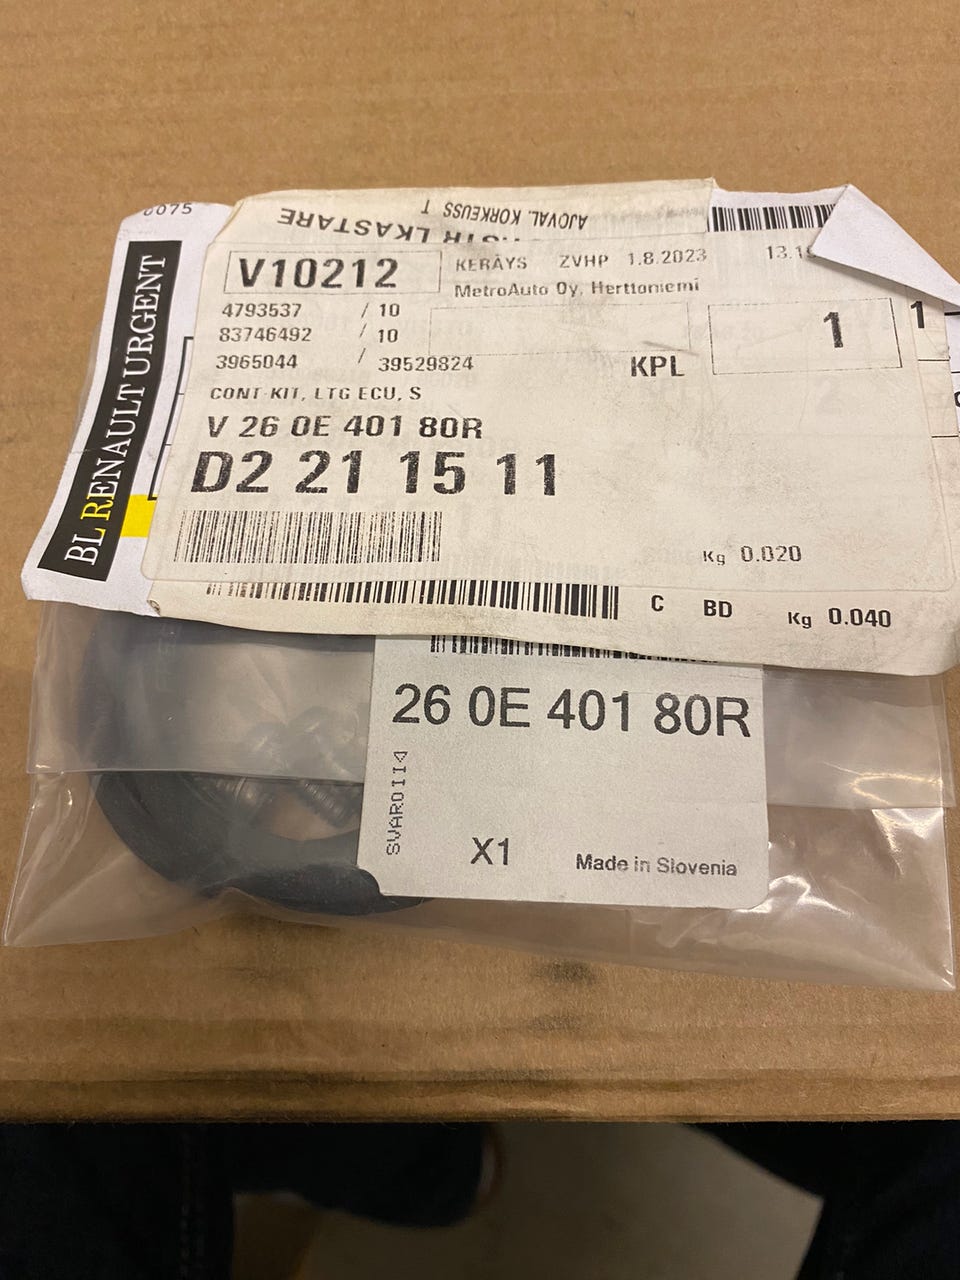 0075
BL RENAULT URGENT
AJOVAL. KORKEUSS T
LKASTARE
V10212
KERÄYS ZVHP 1.8.2023
MetroAuto Oy, Herttoniemi
4793537 / 10
83746492 / 10
3965044 / 39529824
KPL
1
1
CONT-KIT, LTG ECU, S
V 26 0E 401 80R
D2 21 15 11
Kg 0.020
C BD Kg 0.040
26 0E 401 80R
SVARO114
X1
Made in Slovenia